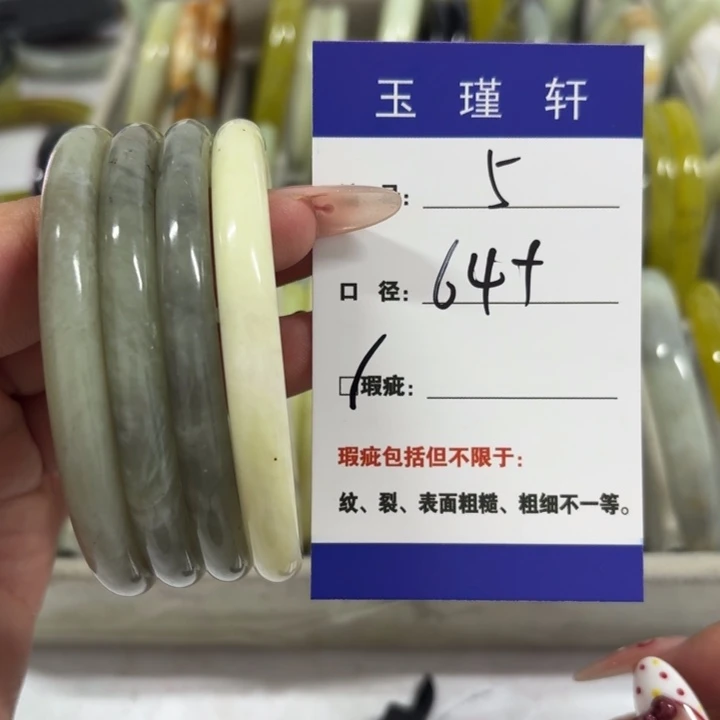 玉瑾轩
号: 5
口径: 64+
□瑕疵:
瑕疵包括但不限于:
纹、裂、表面粗糙、粗细不一等。